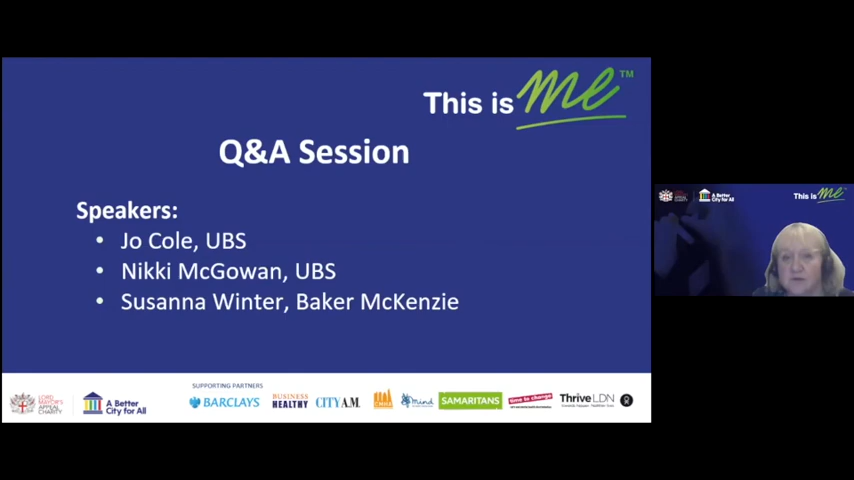 This is me™
Q&A Session
Speakers:
• Jo Cole, UBS
• Nikki McGowan, UBS
• Susanna Winter, Baker McKenzie
LORD
MAYOR'S
APPEAL
CHARITY
A Better
City for All
SUPPORTING PARTNERS
BARCLAYS
BUSINESS
HEALTHY
CITY A.M.
mind
SAMARITANS
time to change
Thrive LDN
A Better
City for All
This is me